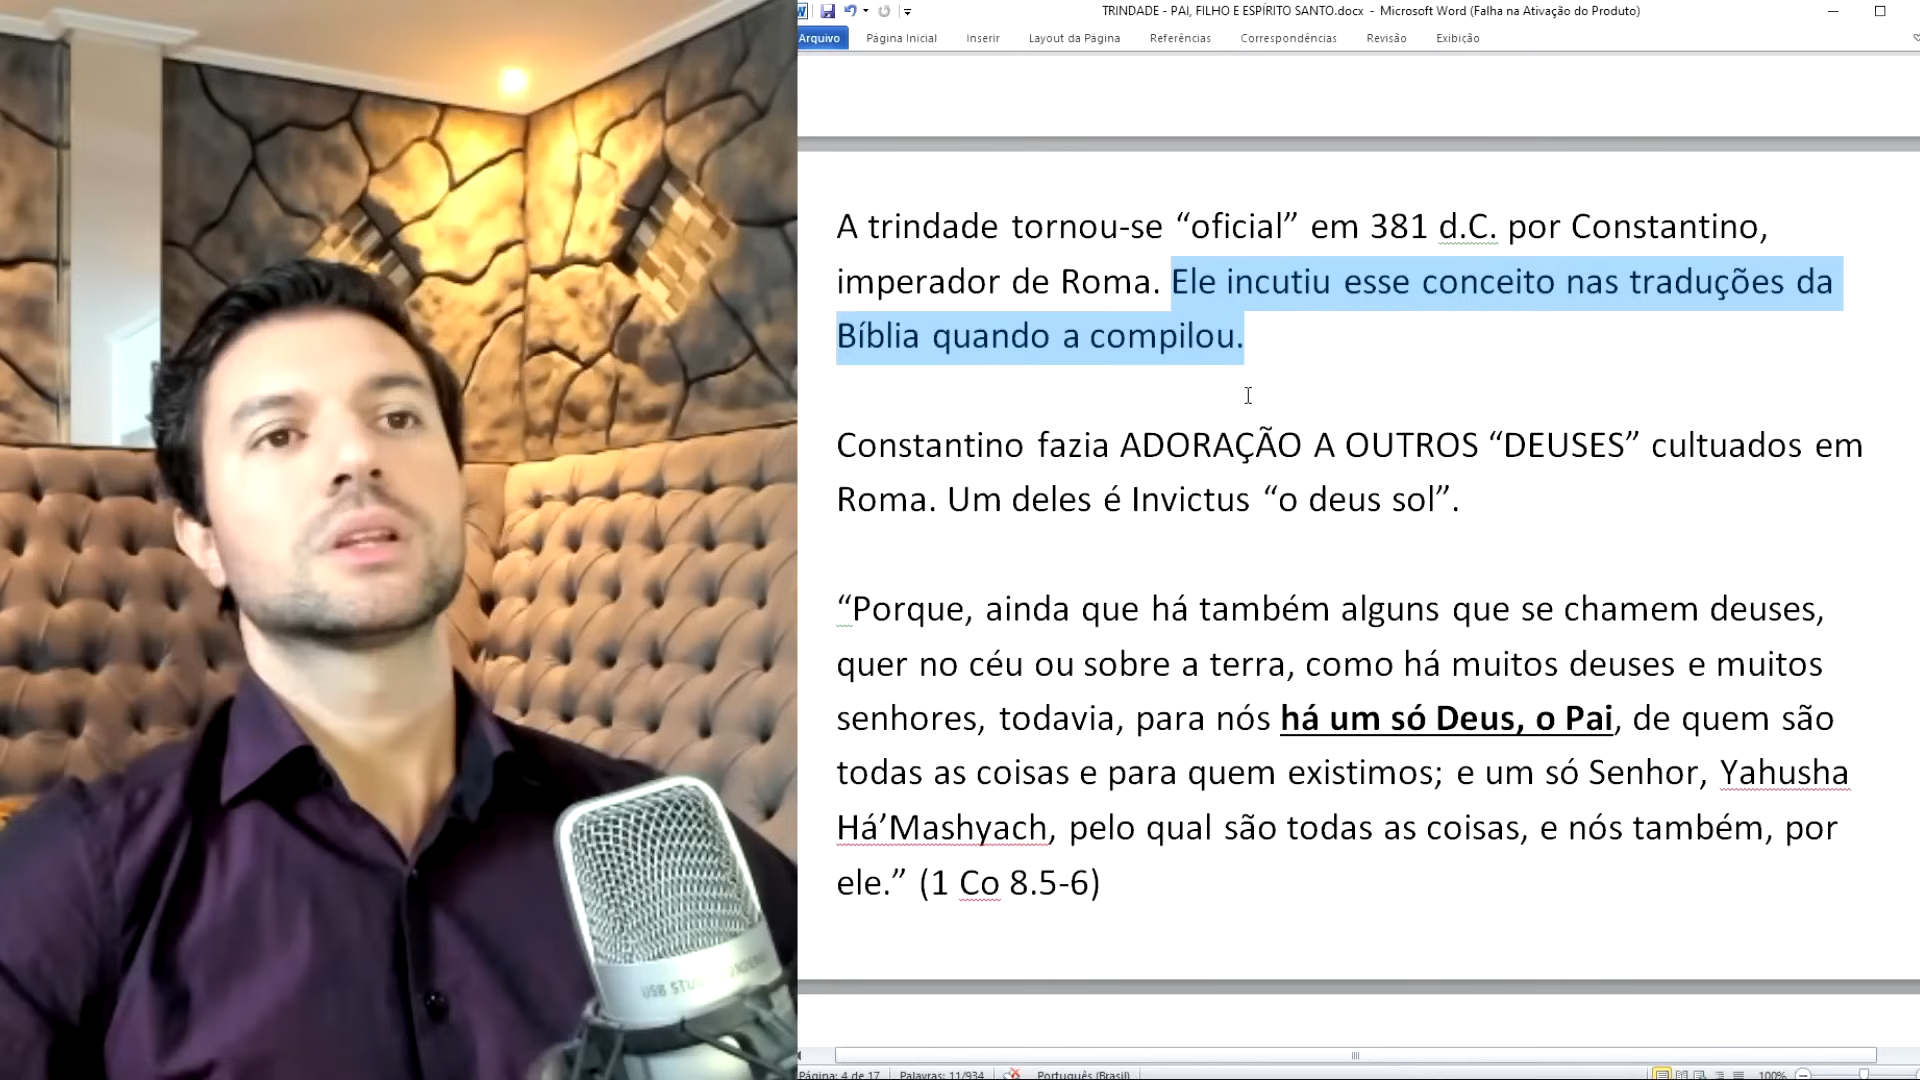 TRINDADE - PAI, FILHO E ESPÍRITO SANTO.docx - Microsoft Word (Falha na Ativação do Produto)
Arquivo Página Inicial Inserir Layout da Página Referências Correspondências Revisão Exibição
A trindade tornou-se “oficial” em 381 d.C. por Constantino,
imperador de Roma. Ele incutiu esse conceito nas traduções da
Bíblia quando a compilou.
Constantino fazia ADORAÇÃO A OUTROS “DEUSES” cultuados em
Roma. Um deles é Invictus “o deus sol”.
“Porque, ainda que há também alguns que se chamem deuses,
quer no céu ou sobre a terra, como há muitos deuses e muitos
senhores, todavia, para nós há um só Deus, o Pai, de quem são
todas as coisas e para quem existimos; e um só Senhor, Yahusha
Há’Mashyach, pelo qual são todas as coisas, e nós também, por
ele.” (1 Co 8.5-6)
USB
Página: 4 de 17 Palavras: 11/934 Português (Brasil) 100%